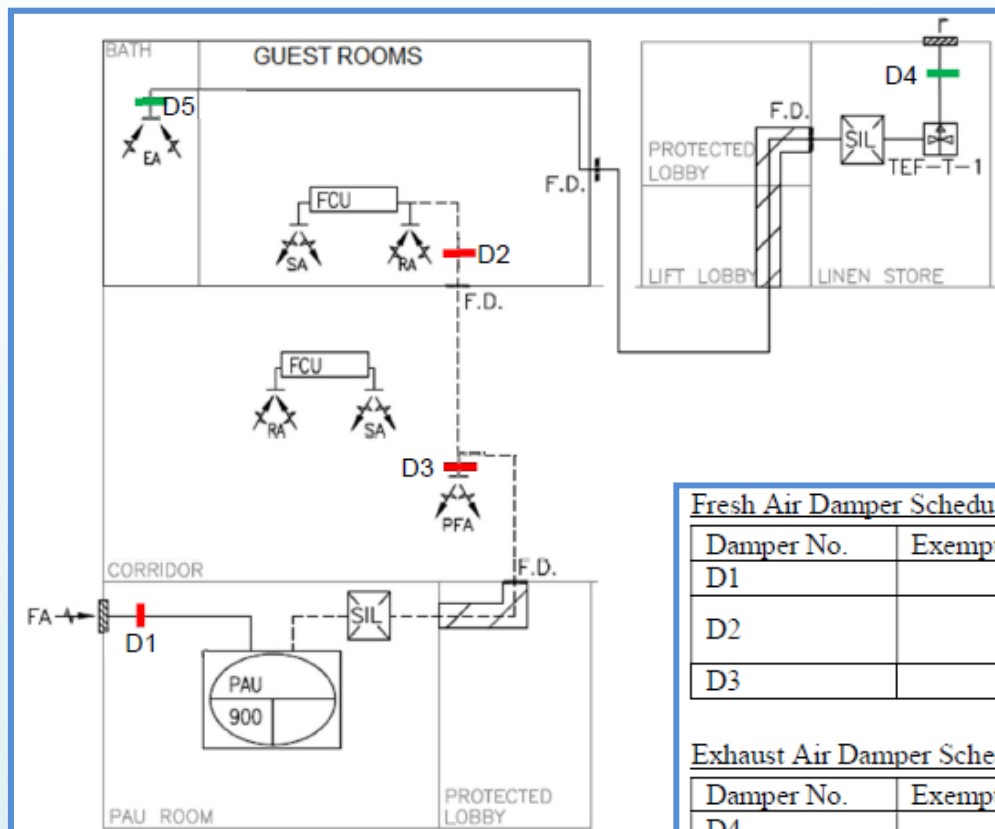 BATH
GUEST ROOMS
D5
EA
FCU
SA
RA
D2
F.D.
F.D.
D4
F.D.
PROTECTED
LOBBY
SIL
TEF-T-1
LIFT LOBBY
LINEN STORE
FCU
RA
SA
D3
PFA
CORRIDOR
F.D.
FA
D1
SIL
PAU
900
PAU ROOM
PROTECTED
LOBBY
Fresh Air Damper Schedu
Damper No. Exemp
D1
D2
D3
Exhaust Air Damper Sche
Damper No. Exemp
D4